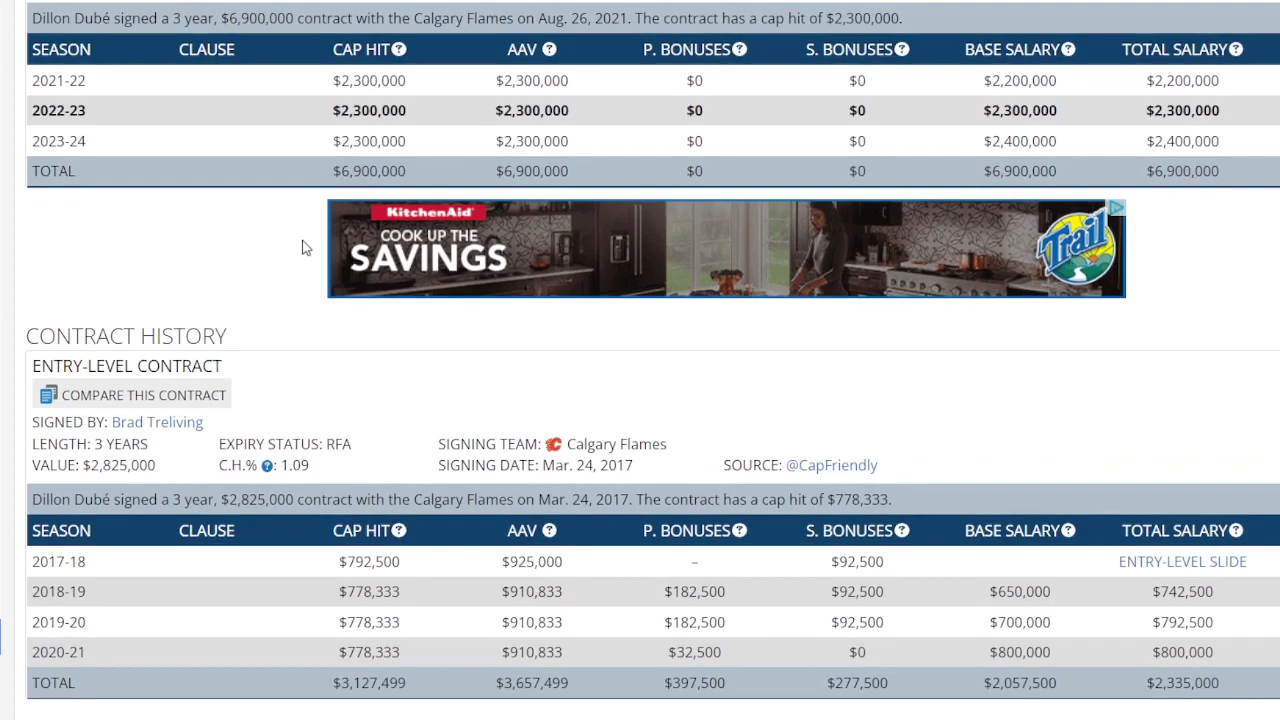 Dillon Dubé signed a 3 year, $6,900,000 contract with the Calgary Flames on Aug. 26, 2021. The contract has a cap hit of $2,300,000.
SEASON CLAUSE CAP HIT? AAV ? P. BONUSES? S. BONUSES? BASE SALARY? TOTAL SALARY?
2021-22 $2,300,000 $2,300,000 $0 $0 $2,200,000 $2,200,000
2022-23 $2,300,000 $2,300,000 $0 $0 $2,300,000 $2,300,000
2023-24 $2,300,000 $2,300,000 $0 $0 $2,400,000 $2,400,000
TOTAL $6,900,000 $6,900,000 $0 $0 $6,900,000 $6,900,000
KitchenAid
COOK UP THE
SAVINGS
Trail
CONTRACT HISTORY
ENTRY-LEVEL CONTRACT
COMPARE THIS CONTRACT
SIGNED BY: Brad Treliving
LENGTH: 3 YEARS EXPIRY STATUS: RFA SIGNING TEAM: Calgary Flames
VALUE: $2,825,000 C.H.% ?: 1.09 SIGNING DATE: Mar. 24, 2017 SOURCE: @CapFriendly
Dillon Dubé signed a 3 year, $2,825,000 contract with the Calgary Flames on Mar. 24, 2017. The contract has a cap hit of $778,333.
SEASON CLAUSE CAP HIT? AAV ? P. BONUSES? S. BONUSES? BASE SALARY? TOTAL SALARY?
2017-18 $792,500 $925,000 – $92,500 ENTRY-LEVEL SLIDE
2018-19 $778,333 $910,833 $182,500 $92,500 $650,000 $742,500
2019-20 $778,333 $910,833 $182,500 $92,500 $700,000 $792,500
2020-21 $778,333 $910,833 $32,500 $0 $800,000 $800,000
TOTAL $3,127,499 $3,657,499 $397,500 $277,500 $2,057,500 $2,335,000